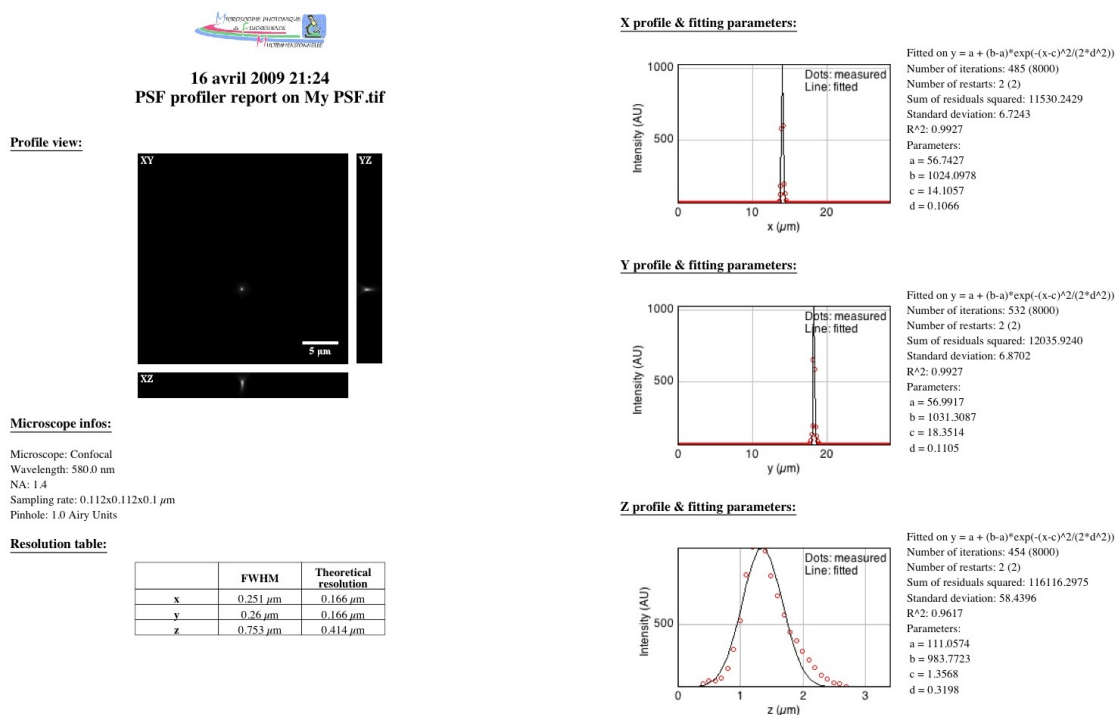 MICROSCOPIE PHOTONIQUE
de FLUORESCENCE
MULTIDIMENSIONNELLE
16 avril 2009 21:24
PSF profiler report on My PSF.tif
Profile view:
XY
YZ
5 µm
XZ
Microscope infos:
Microscope: Confocal
Wavelength: 580.0 nm
NA: 1.4
Sampling rate: 0.112x0.112x0.1 µm
Pinhole: 1.0 Airy Units
Resolution table:
FWHM
Theoretical
resolution
x 0.251 µm 0.166 µm
y 0.26 µm 0.166 µm
z 0.753 µm 0.414 µm
X profile & fitting parameters:
1000
500
Intensity (AU)
Dots: measured
Line: fitted
0 10 20
x (µm)
Fitted on y = a + (b-a)*exp(-(x-c)^2/(2*d^2))
Number of iterations: 485 (8000)
Number of restarts: 2 (2)
Sum of residuals squared: 11530.2429
Standard deviation: 6.7243
R^2: 0.9927
Parameters:
a = 56.7427
b = 1024.0978
c = 14.1057
d = 0.1066
Y profile & fitting parameters:
1000
500
Intensity (AU)
Dots: measured
Line: fitted
0 10 20
y (µm)
Fitted on y = a + (b-a)*exp(-(x-c)^2/(2*d^2))
Number of iterations: 532 (8000)
Number of restarts: 2 (2)
Sum of residuals squared: 12035.9240
Standard deviation: 6.8702
R^2: 0.9927
Parameters:
a = 56.9917
b = 1031.3087
c = 18.3514
d = 0.1105
Z profile & fitting parameters:
500
Intensity (AU)
Dots: measured
Line: fitted
0 1 2 3
z (µm)
Fitted on y = a + (b-a)*exp(-(x-c)^2/(2*d^2))
Number of iterations: 454 (8000)
Number of restarts: 2 (2)
Sum of residuals squared: 116116.2975
Standard deviation: 58.4396
R^2: 0.9617
Parameters:
a = 111.0574
b = 983.7723
c = 1.3568
d = 0.3198